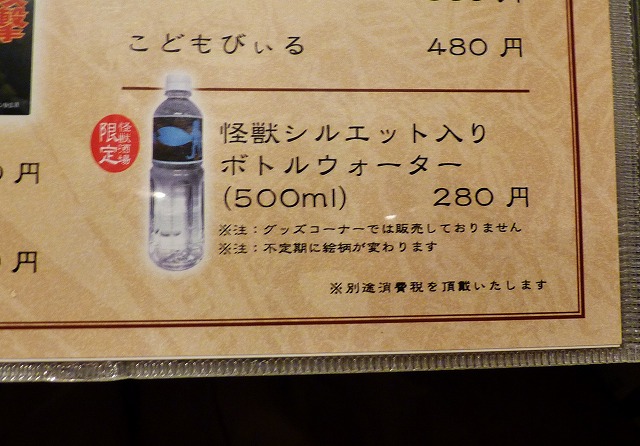 こどもびぃる 480 円
怪獣酒場
限定
怪獣シルエット入り
ボトルウォーター
(500ml) 280 円
※注：グッズコーナーでは販売しておりません
※注：不定期に絵柄が変わります
※別途消費税を頂戴いたします
円
円